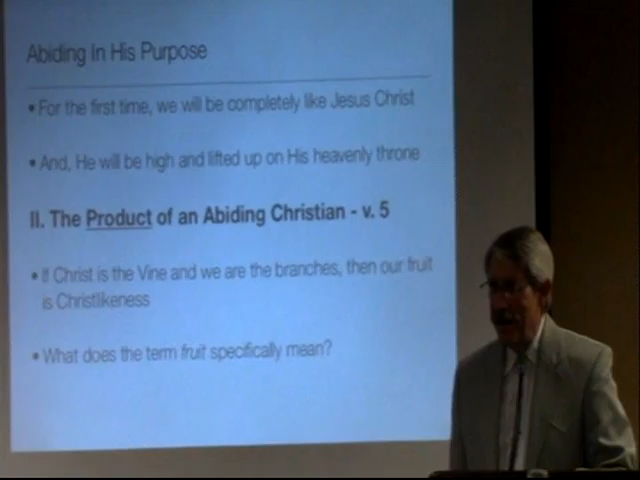 Abiding in His Purpose
• For the first time, we will be completely like Jesus Christ
• And, He will be high and lifted up on His heavenly throne
II. The Product of an Abiding Christian - v. 5
• If Christ is the Vine and we are the branches, then our fruit
is Christlikeness
• What does the term fruit specifically mean?